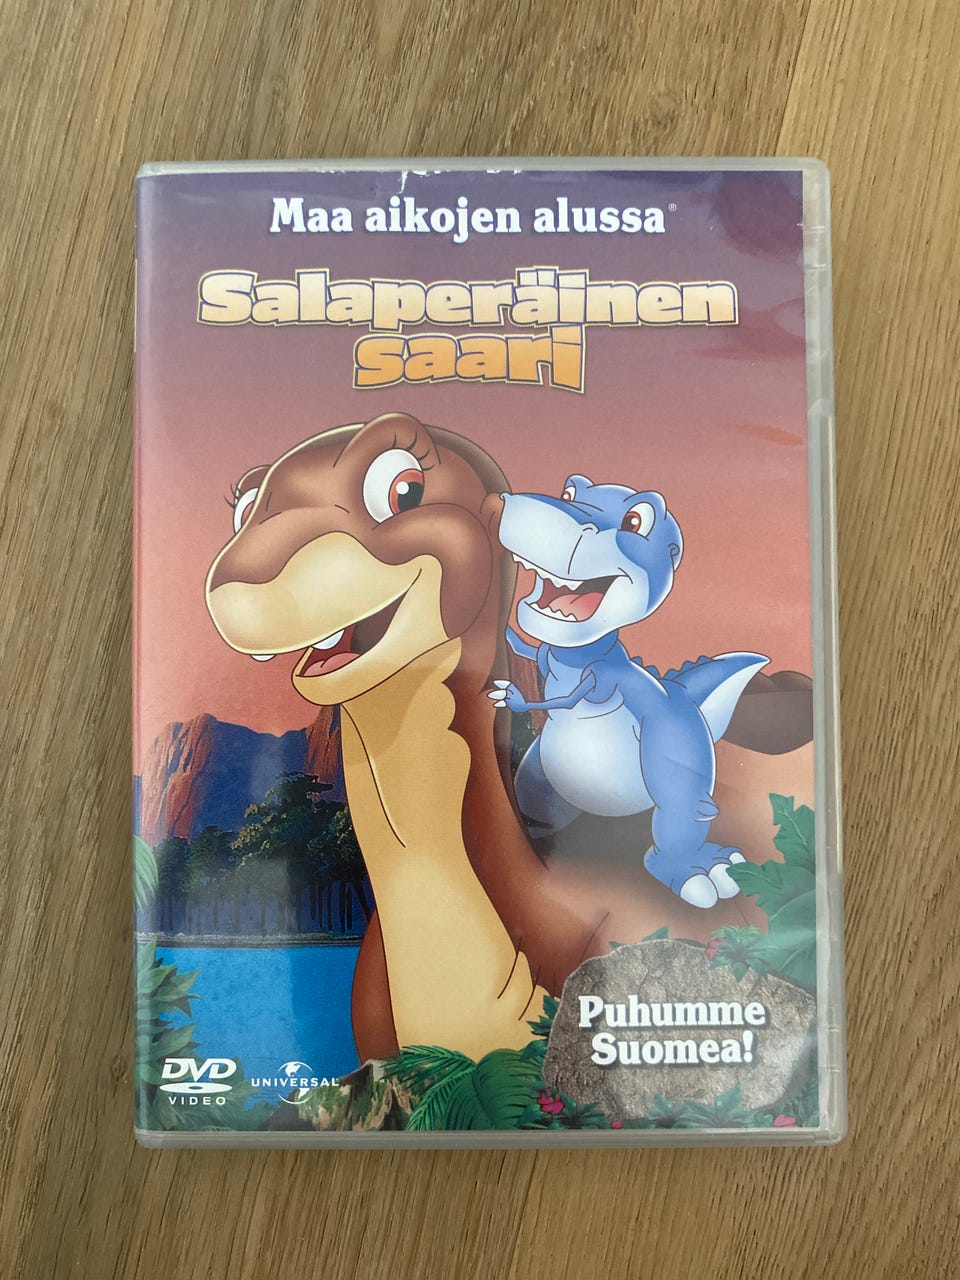 Maa aikojen alussa®
Salaperäinen
saari
Puhumme
Suomea!
DVD
VIDEO
UNIVERSAL